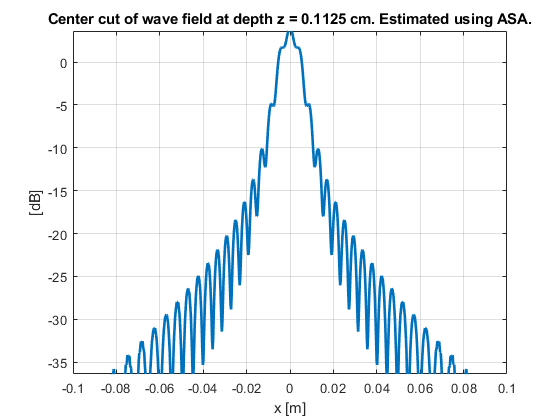 Center cut of wave field at depth z = 0.1125 cm. Estimated using ASA.
0
-5
-10
-15
-20
-25
-30
-35
[dB]
-0.1 -0.08 -0.06 -0.04 -0.02 0 0.02 0.04 0.06 0.08 0.1
x [m]